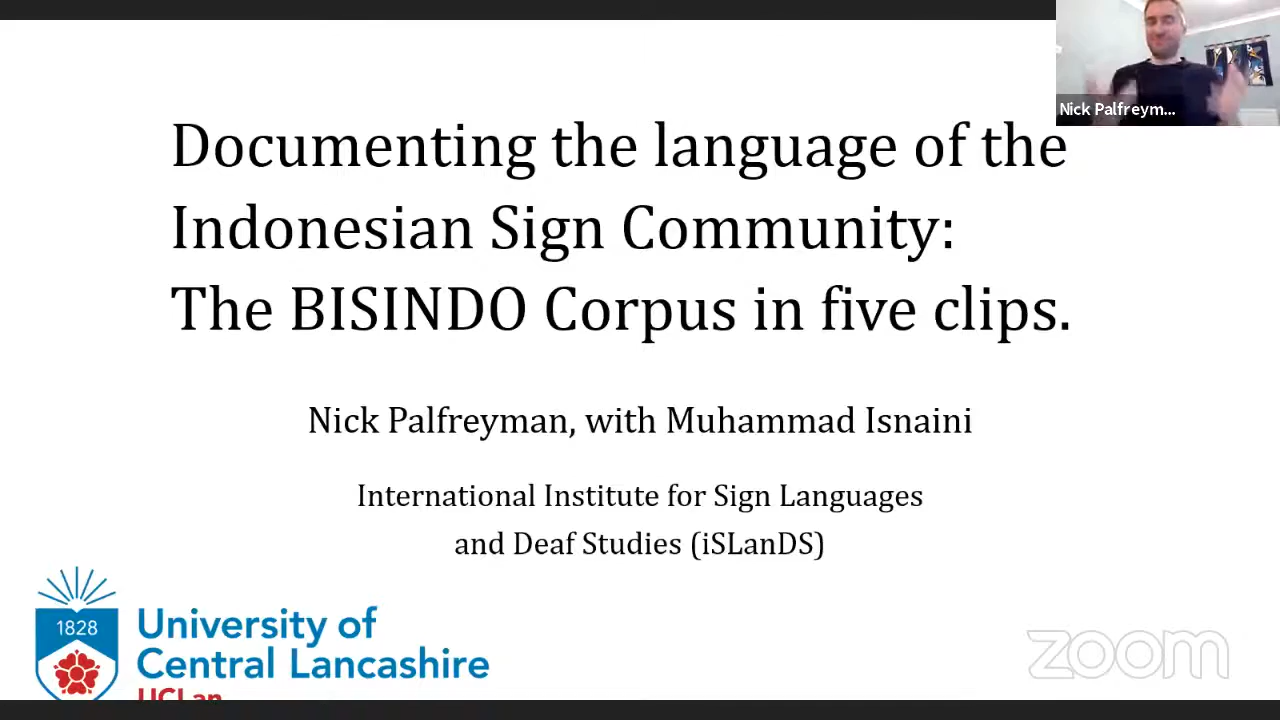 Nick Palfreym...
Documenting the language of the
Indonesian Sign Community:
The BISINDO Corpus in five clips.
Nick Palfreyman, with Muhammad Isnaini
International Institute for Sign Languages
and Deaf Studies (iSLanDS)
1828
University of
Central Lancashire
UCLan
zoom